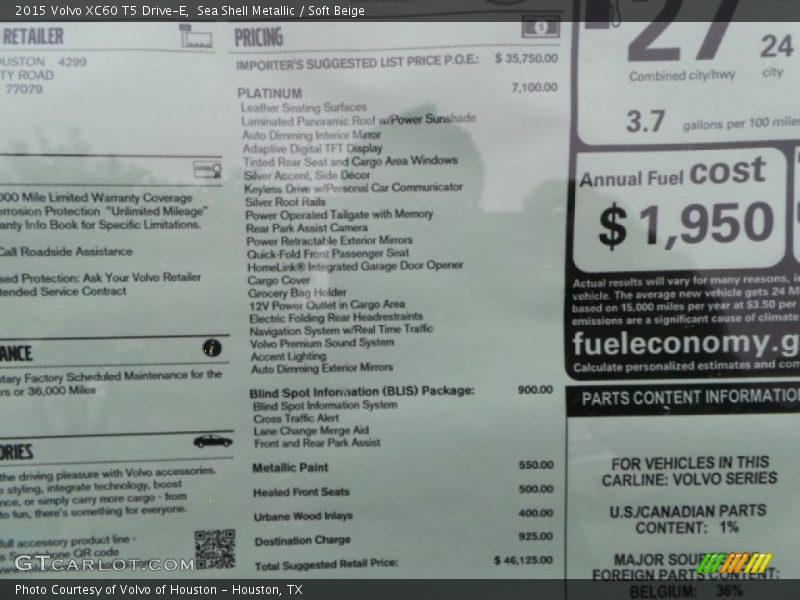 2015 Volvo XC60 T5 Drive-E, Sea Shell Metallic / Soft Beige
RETAILER
OUSTON 4299
TY ROAD
77079
000 Mile Limited Warranty Coverage
orrosion Protection "Unlimited Mileage"
anty Info Book for Specific Limitations.
Call Roadside Assistance
sed Protection: Ask Your Volvo Retailer
tended Service Contract
ANCE
ntary Factory Scheduled Maintenance for the
rs or 36,000 Miles
ORIES
the driving pleasure with Volvo accessories.
e styling, integrate technology, boost
nce, or simply carry more cargo - from
to fun, there's something for everyone.
full accessory product line -
phone QR code
PRICING
IMPORTER'S SUGGESTED LIST PRICE P.O.E: $ 35,750.00
PLATINUM 7,100.00
Leather Seating Surfaces
Laminated Panoramic Roof w/Power Sunshade
Auto Dimming Interior Mirror
Adaptive Digital TFT Display
Tinted Rear Seat and Cargo Area Windows
Silver Accent, Side Décor
Keyless Drive w/Personal Car Communicator
Silver Roof Rails
Power Operated Tailgate with Memory
Rear Park Assist Camera
Power Retractable Exterior Mirrors
Quick-Fold Front Passenger Seat
HomeLink® Integrated Garage Door Opener
Cargo Cover
Grocery Bag Holder
12V Power Outlet in Cargo Area
Electric Folding Rear Headrestraints
Navigation System w/Real Time Traffic
Volvo Premium Sound System
Accent Lighting
Auto Dimming Exterior Mirrors
Blind Spot Information (BLIS) Package: 900.00
Blind Spot Information System
Cross Traffic Alert
Lane Change Merge Aid
Front and Rear Park Assist
Metallic Paint 550.00
Heated Front Seats 500.00
Urbane Wood Inlays 400.00
Destination Charge 925.00
Total Suggested Retail Price: $ 46,125.00
27 24
Combined city/hwy city
3.7 gallons per 100 miles
Annual Fuel cost
$1,950
Actual results will vary for many reasons, in
vehicle. The average new vehicle gets 24 M
based on 15,000 miles per year at $3.50 per
emissions are a significant cause of climate
fueleconomy.g
Calculate personalized estimates and com
PARTS CONTENT INFORMATION
FOR VEHICLES IN THIS
CARLINE: VOLVO SERIES
U.S./CANADIAN PARTS
CONTENT: 1%
MAJOR SOU
FOREIGN PARTS CONTENT:
BELGIUM: 36%
GTCarlot.com
Photo Courtesy of Volvo of Houston - Houston, TX